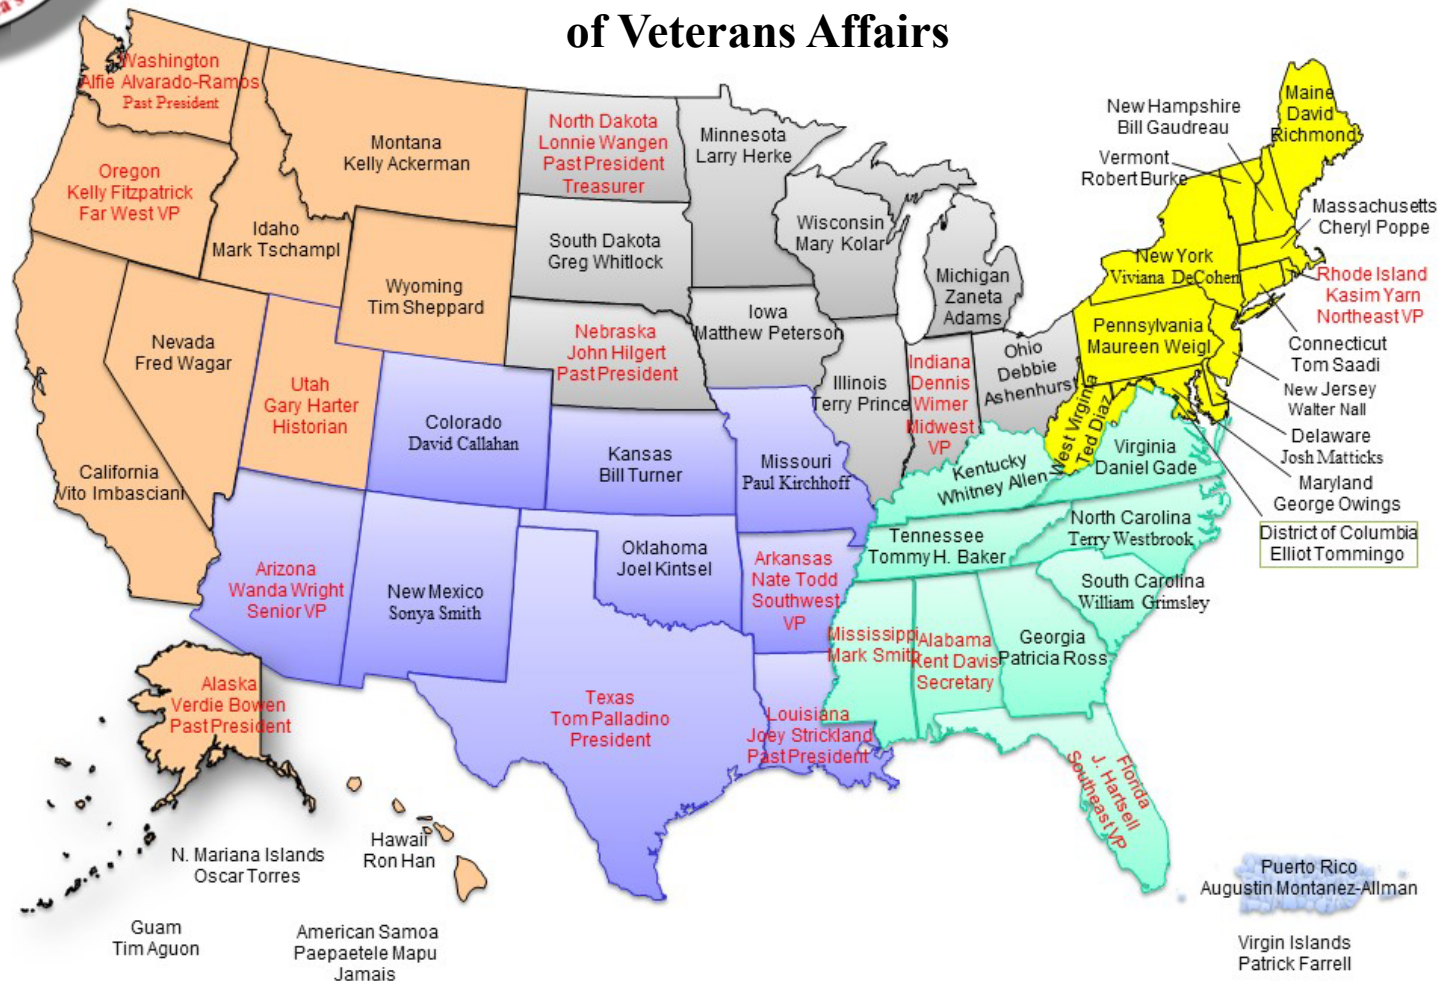 of Veterans Affairs
Washington
Alfie Alvarado-Ramos
Past President
Oregon
Kelly Fitzpatrick
Far West VP
Montana
Kelly Ackerman
Idaho
Mark Tschampl
Wyoming
Tim Sheppard
Nevada
Fred Wagar
Utah
Gary Harter
Historian
California
Vito Imbasciani
North Dakota
Lonnie Wangen
Past President
Treasurer
Minnesota
Larry Herke
South Dakota
Greg Whitlock
Wisconsin
Mary Kolar
Michigan
Zaneta
Adams
Nebraska
John Hilgert
Past President
Iowa
Matthew Peterson
Illinois
Terry Prince
Indiana
Dennis
Wimer
Midwest
VP
Ohio
Debbie
Ashenhurst
New Hampshire
Bill Gaudreau
Maine
David
Richmond
Vermont
Robert Burke
Massachusetts
Cheryl Poppe
New York
Viviana DeCohen
Rhode Island
Kasim Yarn
Northeast VP
Pennsylvania
Maureen Weigl
Connecticut
Tom Saadi
New Jersey
Walter Nall
Delaware
Josh Matticks
Maryland
George Owings
District of Columbia
Elliot Tommingo
West Virginia
Ted Diaz
Virginia
Daniel Gade
Kentucky
Whitney Allen
Colorado
David Callahan
Kansas
Bill Turner
Missouri
Paul Kirchhoff
Tennessee
Tommy H. Baker
North Carolina
Terry Westbrook
South Carolina
William Grimsley
Arizona
Wanda Wright
Senior VP
New Mexico
Sonya Smith
Oklahoma
Joel Kintsel
Arkansas
Nate Todd
Southwest
VP
Mississippi
Mark Smith
Alabama
Kent Davis
Secretary
Georgia
Patricia Ross
Texas
Tom Palladino
President
Louisiana
Joey Strickland
Past President
Florida
J. Hartsell
Southeast VP
Alaska
Verdie Bowen
Past President
Hawaii
Ron Han
N. Mariana Islands
Oscar Torres
Guam
Tim Aguon
American Samoa
Paepaetele Mapu
Jamais
Puerto Rico
Augustin Montanez-Allman
Virgin Islands
Patrick Farrell